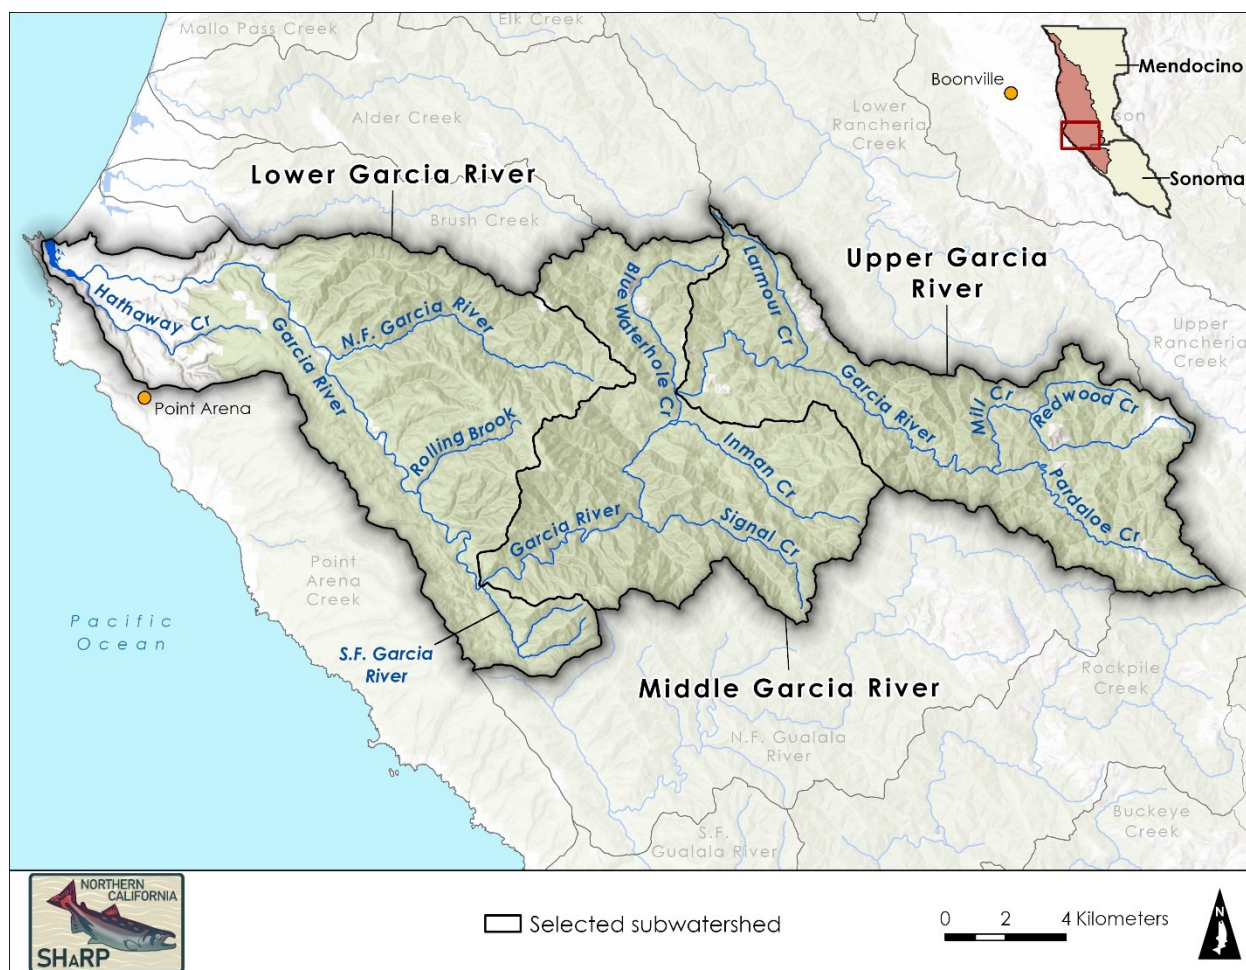 Mallo Pass Creek
Elk Creek
Boonville
Mendocino
Lower
Rancheria
Creek
son
Alder Creek
Sonoma
Lower Garcia River
Brush Creek
Upper Garcia
River
Larmour Cr
Blue Waterhole Cr
Hathaway Cr
N.F. Garcia River
Garcia River
Upper
Rancheria
Creek
Garcia River
Mill Cr
Redwood Cr
Point Arena
Rolling Brook
Inman Cr
Pardaloe Cr
Garcia River
Signal Cr
Point
Arena
Creek
Pacific
Ocean
S.F. Garcia
River
Middle Garcia River
Rockpile
Creek
N.F. Gualala
River
Buckeye
Creek
S.F.
Gualala River
NORTHERN
CALIFORNIA
SHaRP
Selected subwatershed
0 2 4 Kilometers
N